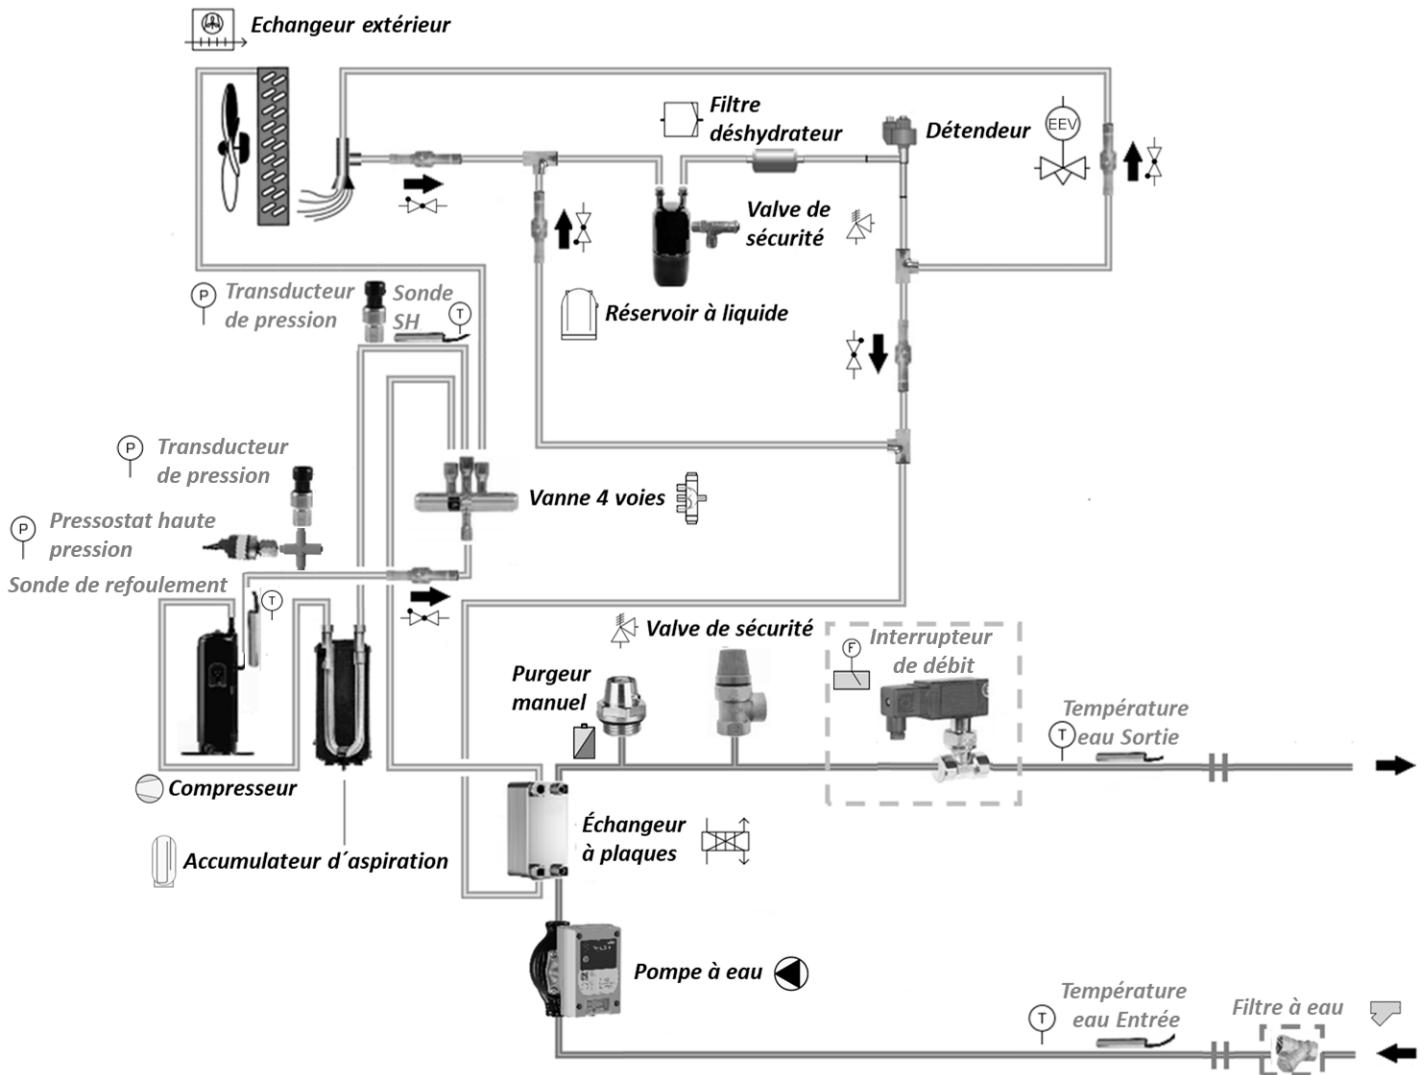 Echangeur extérieur
Filtre
déshydrateur
Détendeur
EEV
Valve de
sécurité
P
Transducteur
de pression
Sonde
SH
T
Réservoir à liquide
P
Transducteur
de pression
Vanne 4 voies
P
Pressostat haute
pression
Sonde de refoulement
T
Valve de sécurité
F
Interrupteur
de débit
Purgeur
manuel
T
Température
eau Sortie
Compresseur
Échangeur
à plaques
Accumulateur d´aspiration
Pompe à eau
T
Température
eau Entrée
Filtre à eau